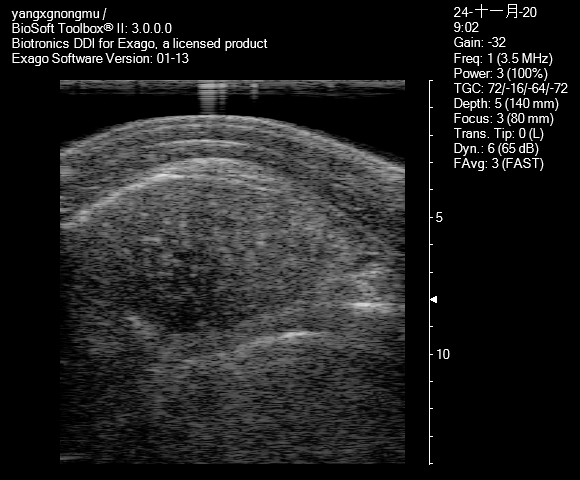 yangxgnongmu /
BioSoft Toolbox® II: 3.0.0.0
Biotronics DDI for Exago, a licensed product
Exago Software Version: 01-13
24-十一月-20
9:02
Gain: -32
Freq: 1 (3.5 MHz)
Power: 3 (100%)
TGC: 72/-16/-64/-72
Depth: 5 (140 mm)
Focus: 3 (80 mm)
Trans. Tip: 0 (L)
Dyn.: 6 (65 dB)
FAvg: 3 (FAST)
5
10